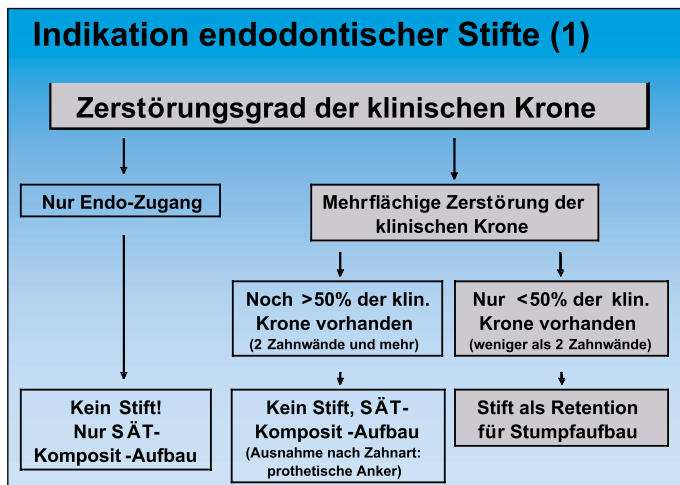 Indikation endodontischer Stifte (1)
Zerstörungsgrad der klinischen Krone
Nur Endo-Zugang
Mehrflächige Zerstörung der
klinischen Krone
Noch >50% der klin.
Krone vorhanden
(2 Zahnwände und mehr)
Nur <50% der klin.
Krone vorhanden
(weniger als 2 Zahnwände)
Kein Stift!
Nur SÄT-
Komposit -Aufbau
Kein Stift, SÄT-
Komposit -Aufbau
(Ausnahme nach Zahnart:
prothetische Anker)
Stift als Retention
für Stumpfaufbau